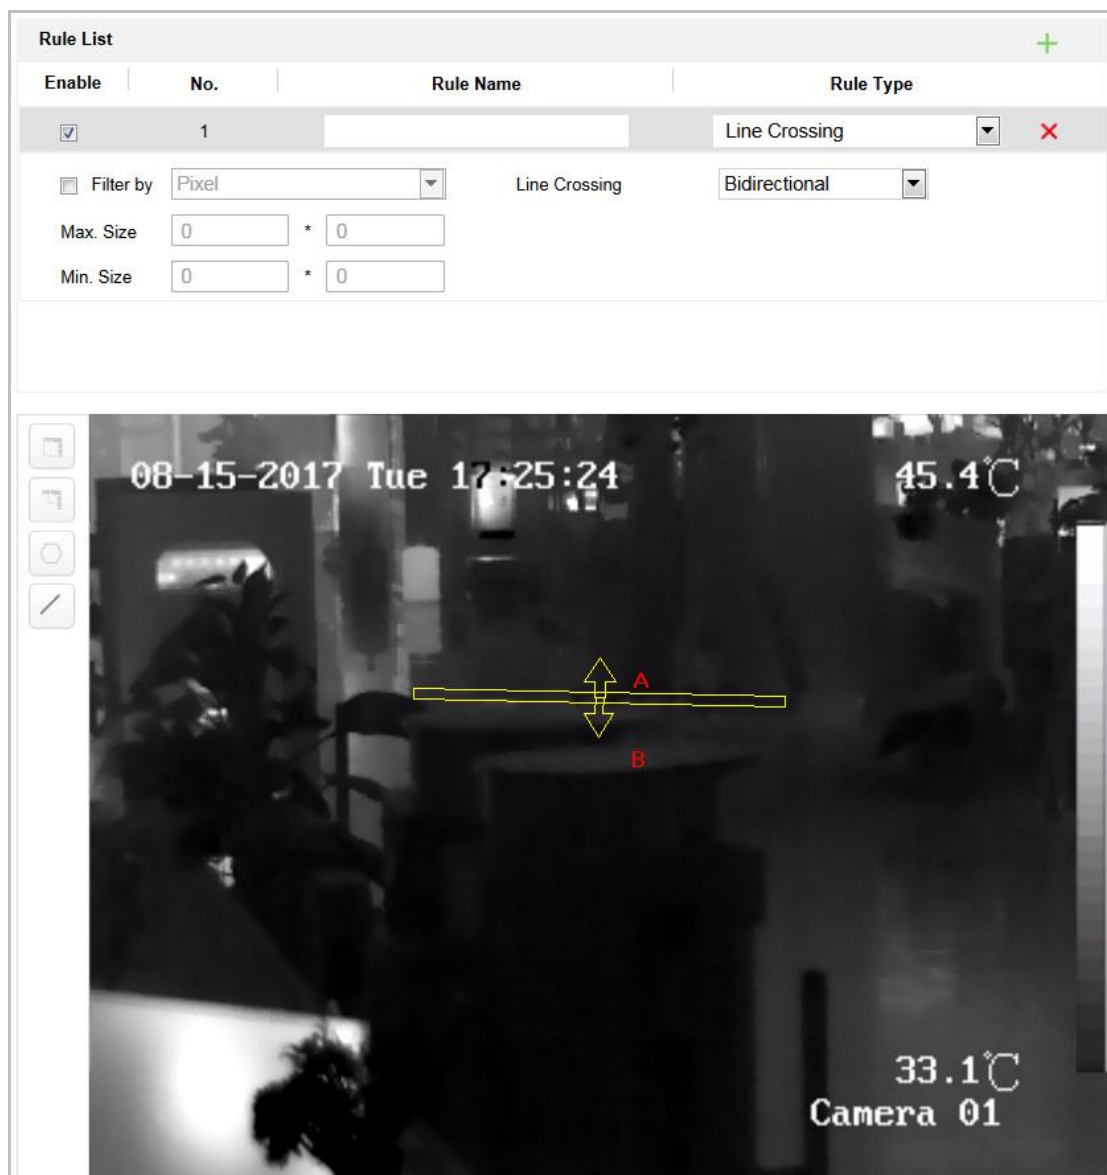 Rule List
Enable No. Rule Name Rule Type
1 Line Crossing
Filter by Pixel Line Crossing Bidirectional
Max. Size 0 * 0
Min. Size 0 * 0
08-15-2017 Tue 17:25:24 45.4℃
A
B
33.1℃
Camera 01